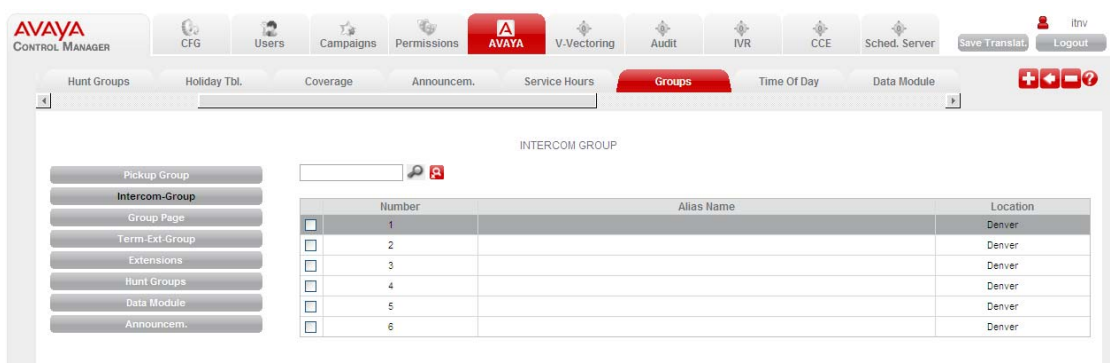 AVAYA
CONTROL MANAGER
CFG Users Campaigns Permissions AVAYA V-Vectoring Audit IVR CCE Sched. Server
itnv
Save Translat. Logout
Hunt Groups Holiday Tbl. Coverage Announcem. Service Hours Groups Time Of Day Data Module
INTERCOM GROUP
Pickup Group
Intercom-Group
Group Page
Term-Ext-Group
Extensions
Hunt Groups
Data Module
Announcem.
Number Alias Name Location
1 Denver
2 Denver
3 Denver
4 Denver
5 Denver
6 Denver